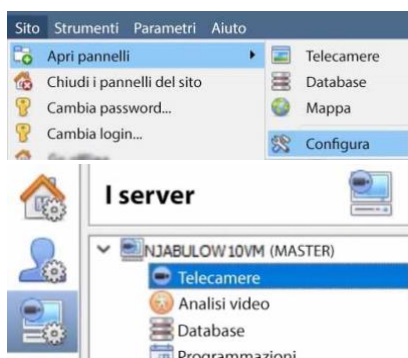 Sito Strumenti Parametri Aiuto
Apri pannelli Telecamere
Chiudi i pannelli del sito Database
Cambia password... Mappa
Cambia login...
Configura
I server
NJABULOW10VM (MASTER)
Telecamere
Analisi video
Database
Programmazioni